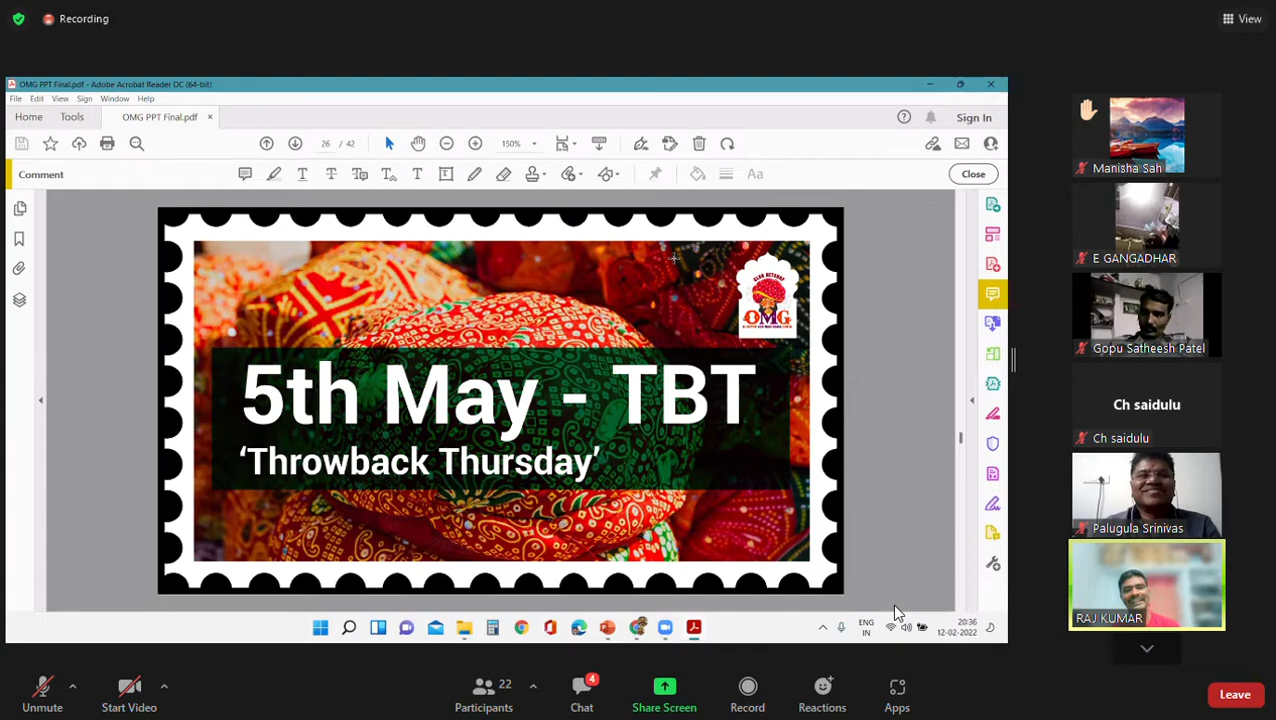 Recording
View
OMG PPT Final.pdf - Adobe Acrobat Reader DC (64-bit)
File Edit View Sign Window Help
Home Tools OMG PPT Final.pdf × Sign In
26 / 42 150%
Comment Close
OMG
5th May - TBT
‘Throwback Thursday’
ENG
IN
20:36
12-02-2022
Manisha Sah
E GANGADHAR
Gopu Satheesh Patel
Ch saidulu
Ch saidulu
Palugula Srinivas
RAJ KUMAR
Unmute
Start Video
22
Participants
4
Chat
Share Screen
Record
Reactions
Apps
Leave